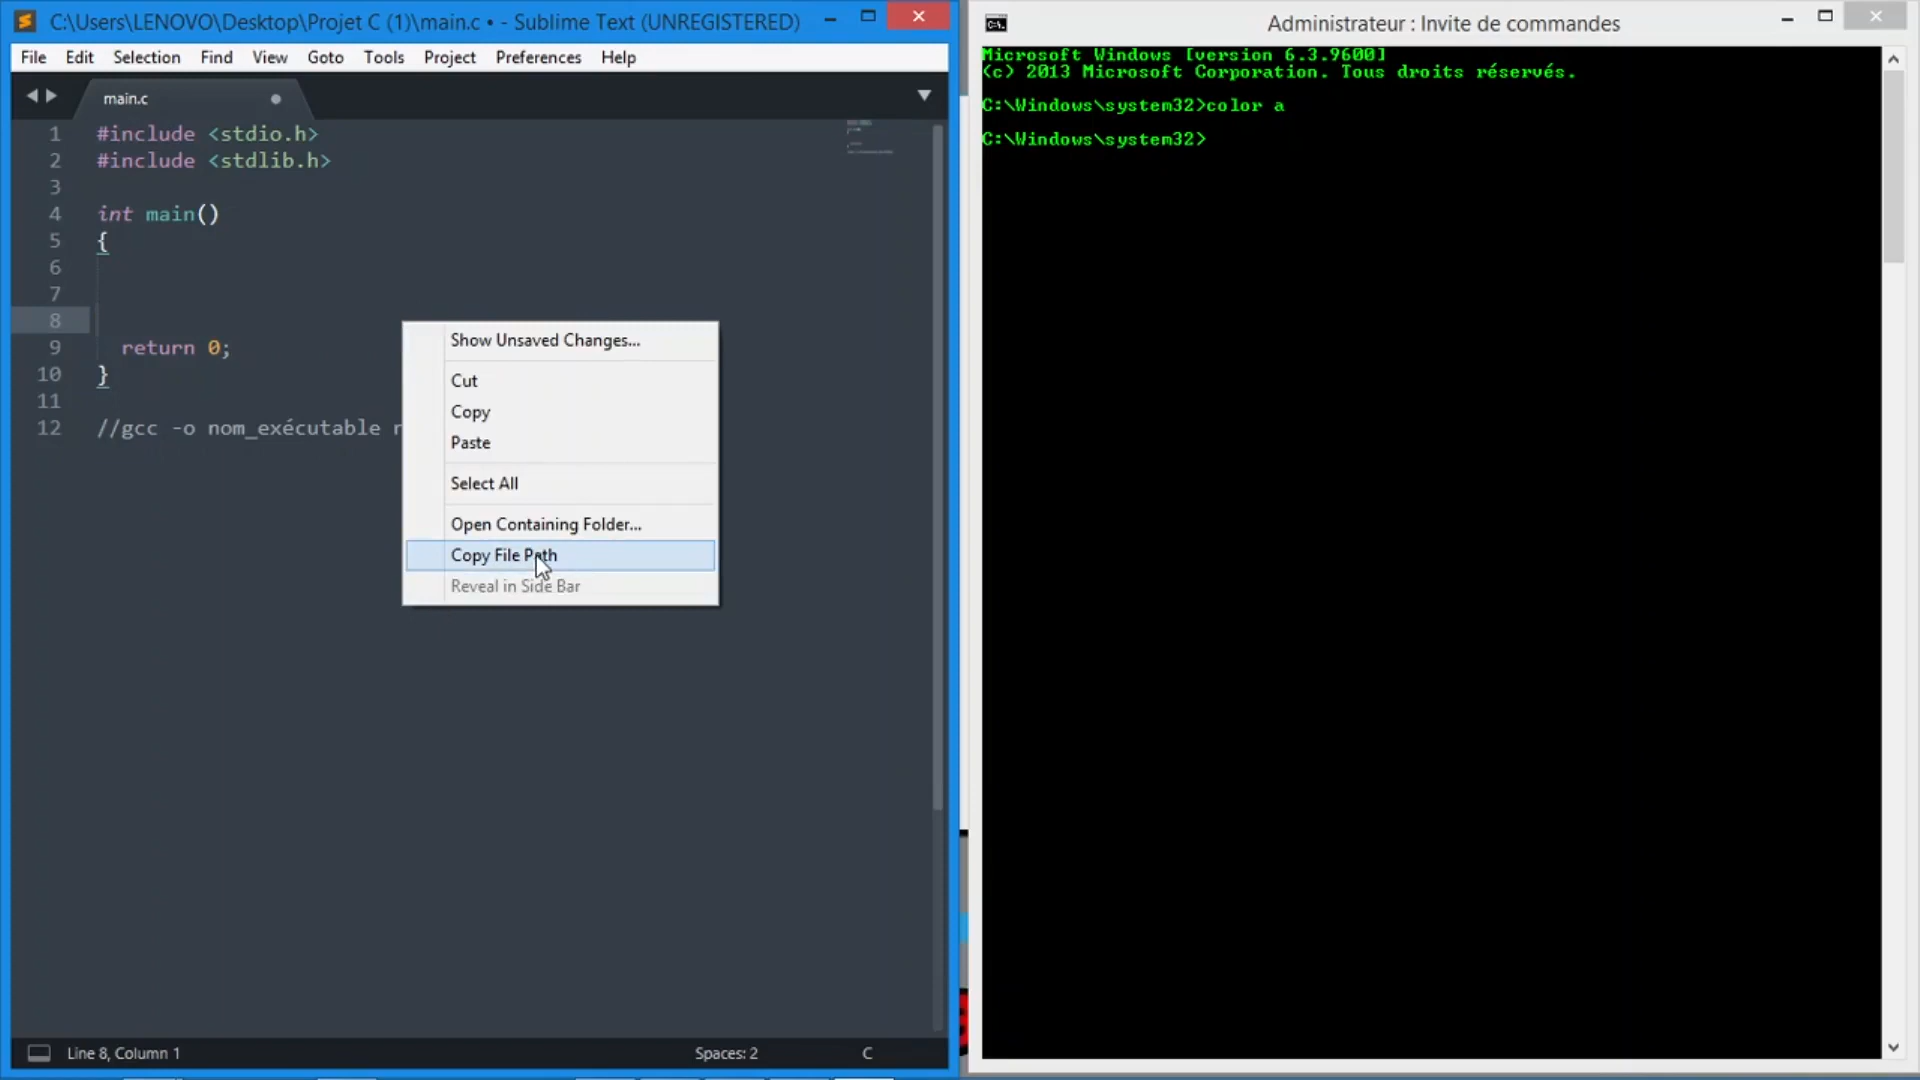 C:\Users\LENOVO\Desktop\Projet C (1)\main.c • - Sublime Text (UNREGISTERED)
File Edit Selection Find View Goto Tools Project Preferences Help
main.c
1 #include <stdio.h>
2 #include <stdlib.h>
3
4 int main()
5 {
6
7
8
9 return 0;
10 }
11
12 //gcc -o nom_exécutable
Show Unsaved Changes...
Cut
Copy
Paste
Select All
Open Containing Folder...
Copy File Path
Reveal in Side Bar
Line 8, Column 1 Spaces: 2 C
Administrateur : Invite de commandes
Microsoft Windows [version 6.3.9600]
(c) 2013 Microsoft Corporation. Tous droits réservés.
C:\Windows\system32>color a
C:\Windows\system32>